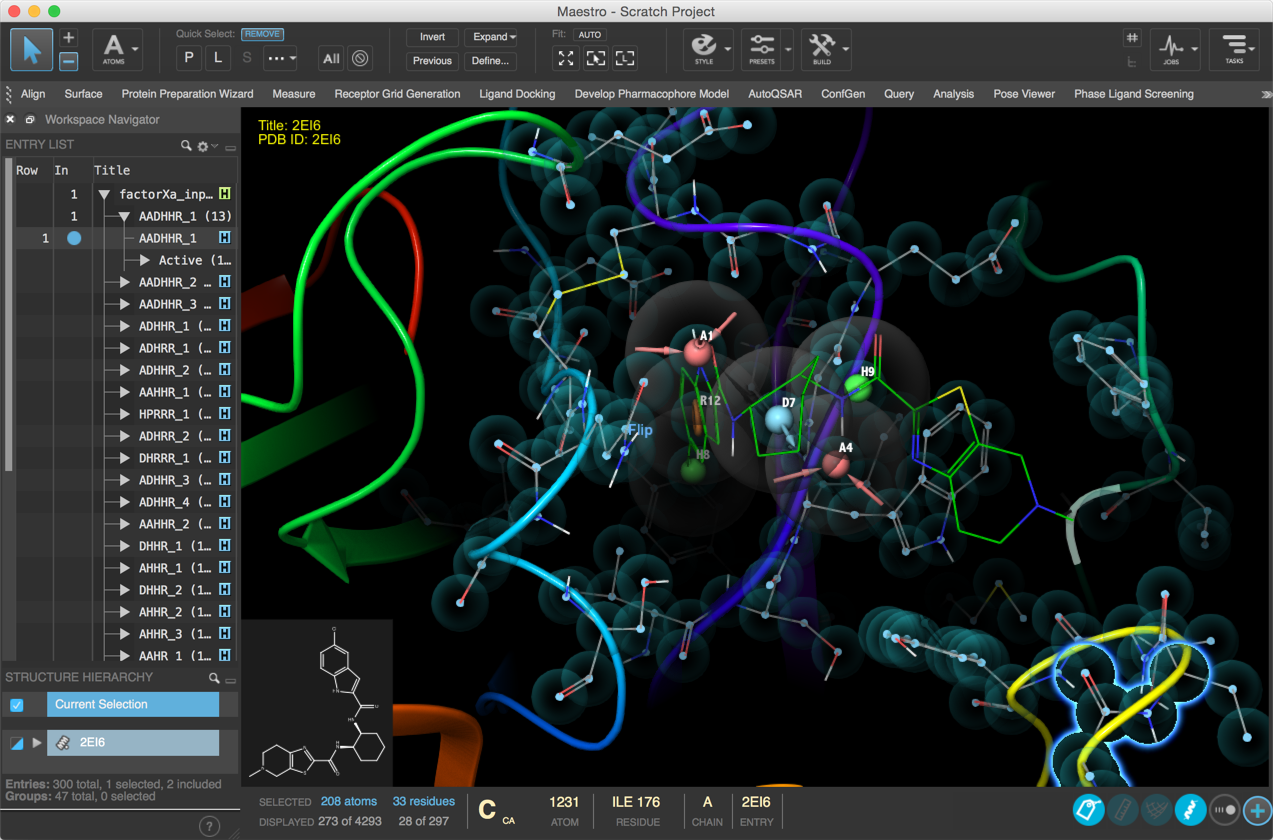 Maestro - Scratch Project
Quick Select: REMOVE
Invert Expand
Fit: AUTO
A
ATOMS
P L S ... All
Previous Define...
STYLE PRESETS BUILD JOBS TASKS
Align Surface Protein Preparation Wizard Measure Receptor Grid Generation Ligand Docking Develop Pharmacophore Model AutoQSAR ConfGen Query Analysis Pose Viewer Phase Ligand Screening
Workspace Navigator
ENTRY LIST
Row In Title
1 factorXa_inp... H
1 AADHHR_1 (13)
1 AADHHR_1 H
Active (1...
AADHHR_2 ... H
AADHHR_3 ... H
ADHHR_1 (... H
ADHRR_1 (... H
ADHHR_2 (... H
AAHHR_1 (... H
HPRRR_1 (... H
ADHRR_2 (... H
DHRRR_1 (... H
ADHHR_3 (... H
ADHHR_4 (... H
AAHHR_2 (... H
DHHR_1 (1... H
AHHR_1 (1... H
DHHR_2 (1... H
AHHR_2 (1... H
AHHR_3 (1... H
AAHR_1 (1... H
STRUCTURE HIERARCHY
Current Selection
2EI6
Entries: 300 total, 1 selected, 2 included
Groups: 47 total, 0 selected
?
Title: 2EI6
PDB ID: 2EI6
A1
H9
R12
D7
Flip
A4
H8
SELECTED 208 atoms 33 residues
DISPLAYED 273 of 4293 28 of 297
C CA
1231
ATOM
ILE 176
RESIDUE
A
CHAIN
2EI6
ENTRY